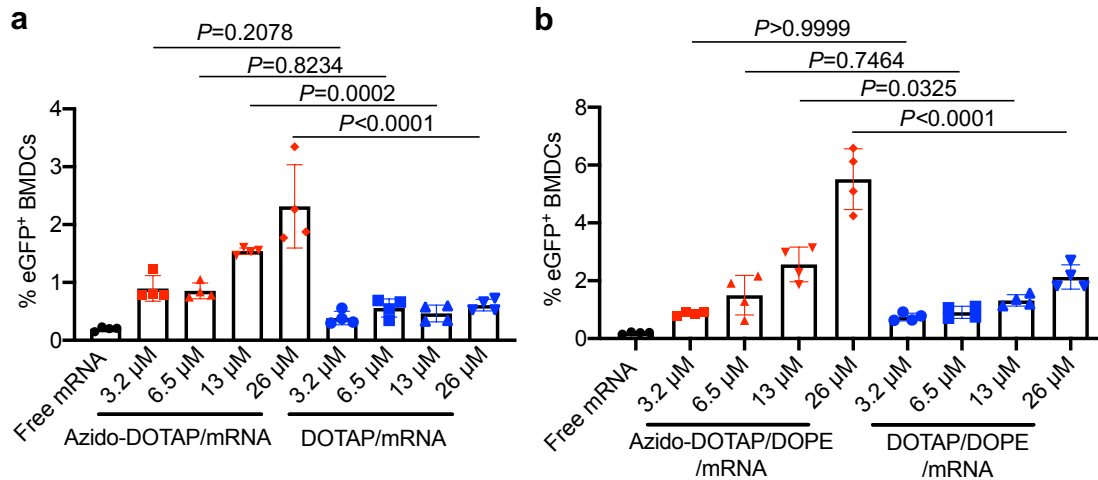 a
P=0.2078
P=0.8234
P=0.0002
P<0.0001
% eGFP+ BMDCs
4
3
2
1
0
Free mRNA
3.2 µM
6.5 µM
13 µM
26 µM
3.2 µM
6.5 µM
13 µM
26 µM
Azido-DOTAP/mRNA
DOTAP/mRNA
b
P>0.9999
P=0.7464
P=0.0325
P<0.0001
% eGFP+ BMDCs
8
6
4
2
0
Free mRNA
3.2 µM
6.5 µM
13 µM
26 µM
3.2 µM
6.5 µM
13 µM
26 µM
Azido-DOTAP/DOPE
/mRNA
DOTAP/DOPE
/mRNA